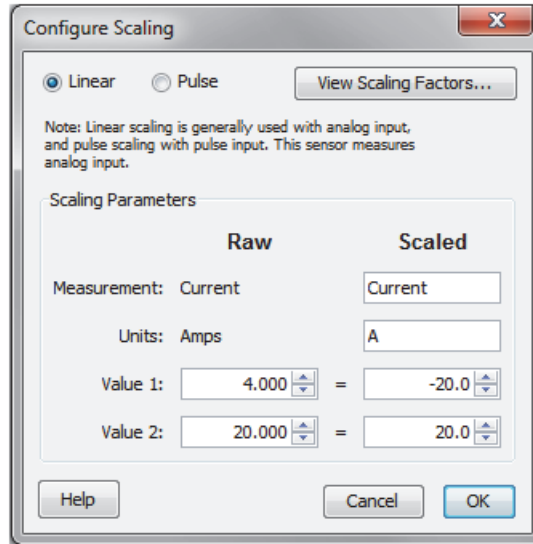 Configure Scaling
Linear Pulse View Scaling Factors...
Note: Linear scaling is generally used with analog input,
and pulse scaling with pulse input. This sensor measures
analog input.
Scaling Parameters
Raw Scaled
Measurement: Current Current
Units: Amps A
Value 1: 4.000 = -20.0
Value 2: 20.000 = 20.0
Help Cancel OK